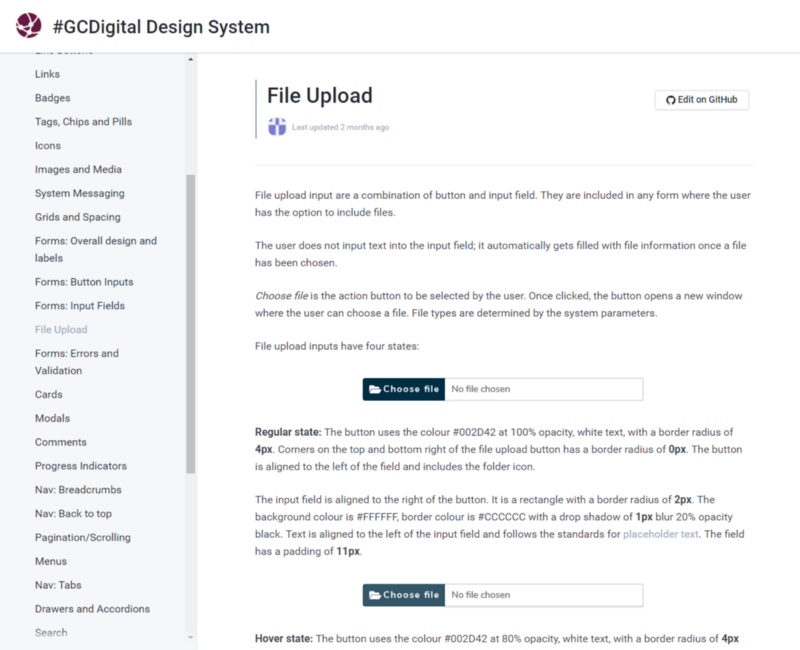 #GCDigital Design System
Links
Badges
Tags, Chips and Pills
Icons
Images and Media
System Messaging
Grids and Spacing
Forms: Overall design and
labels
Forms: Button Inputs
Forms: Input Fields
File Upload
Forms: Errors and
Validation
Cards
Modals
Comments
Progress Indicators
Nav: Breadcrumbs
Nav: Back to top
Pagination/Scrolling
Menus
Nav: Tabs
Drawers and Accordions
Search
File Upload
Last updated 2 months ago
Edit on GitHub
File upload input are a combination of button and input field. They are included in any form where the user
has the option to include files.
The user does not input text into the input field; it automatically gets filled with file information once a file
has been chosen.
Choose file is the action button to be selected by the user. Once clicked, the button opens a new window
where the user can choose a file. File types are determined by the system parameters.
File upload inputs have four states:
Choose file No file chosen
Regular state: The button uses the colour #002D42 at 100% opacity, white text, with a border radius of
4px. Corners on the top and bottom right of the file upload button has a border radius of 0px. The button
is aligned to the left of the field and includes the folder icon.
The input field is aligned to the right of the button. It is a rectangle with a border radius of 2px. The
background colour is #FFFFFF, border colour is #CCCCCC with a drop shadow of 1px blur 20% opacity
black. Text is aligned to the left of the input field and follows the standards for placeholder text. The field
has a padding of 11px.
Choose file No file chosen
Hover state: The button uses the colour #002D42 at 80% opacity, white text, with a border radius of 4px